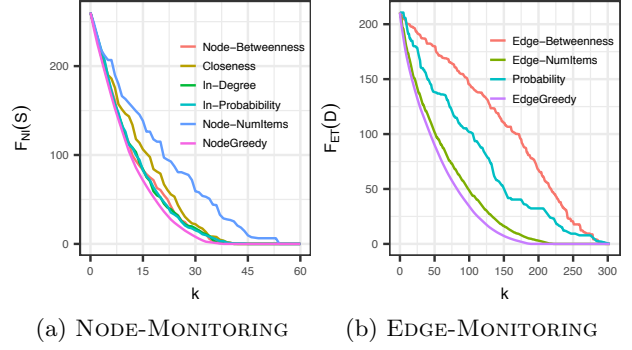 F_NI(S)
200
100
0
0
15
30
45
60
k
Node−Betweenness
Closeness
In−Degree
In−Probabibility
Node−NumItems
NodeGreedy
(a) NODE-MONITORING
F_ET(D)
200
150
100
50
0
0
50
100
150
200
250
300
k
Edge−Betweenness
Edge−NumItems
Probability
EdgeGreedy
(b) EDGE-MONITORING